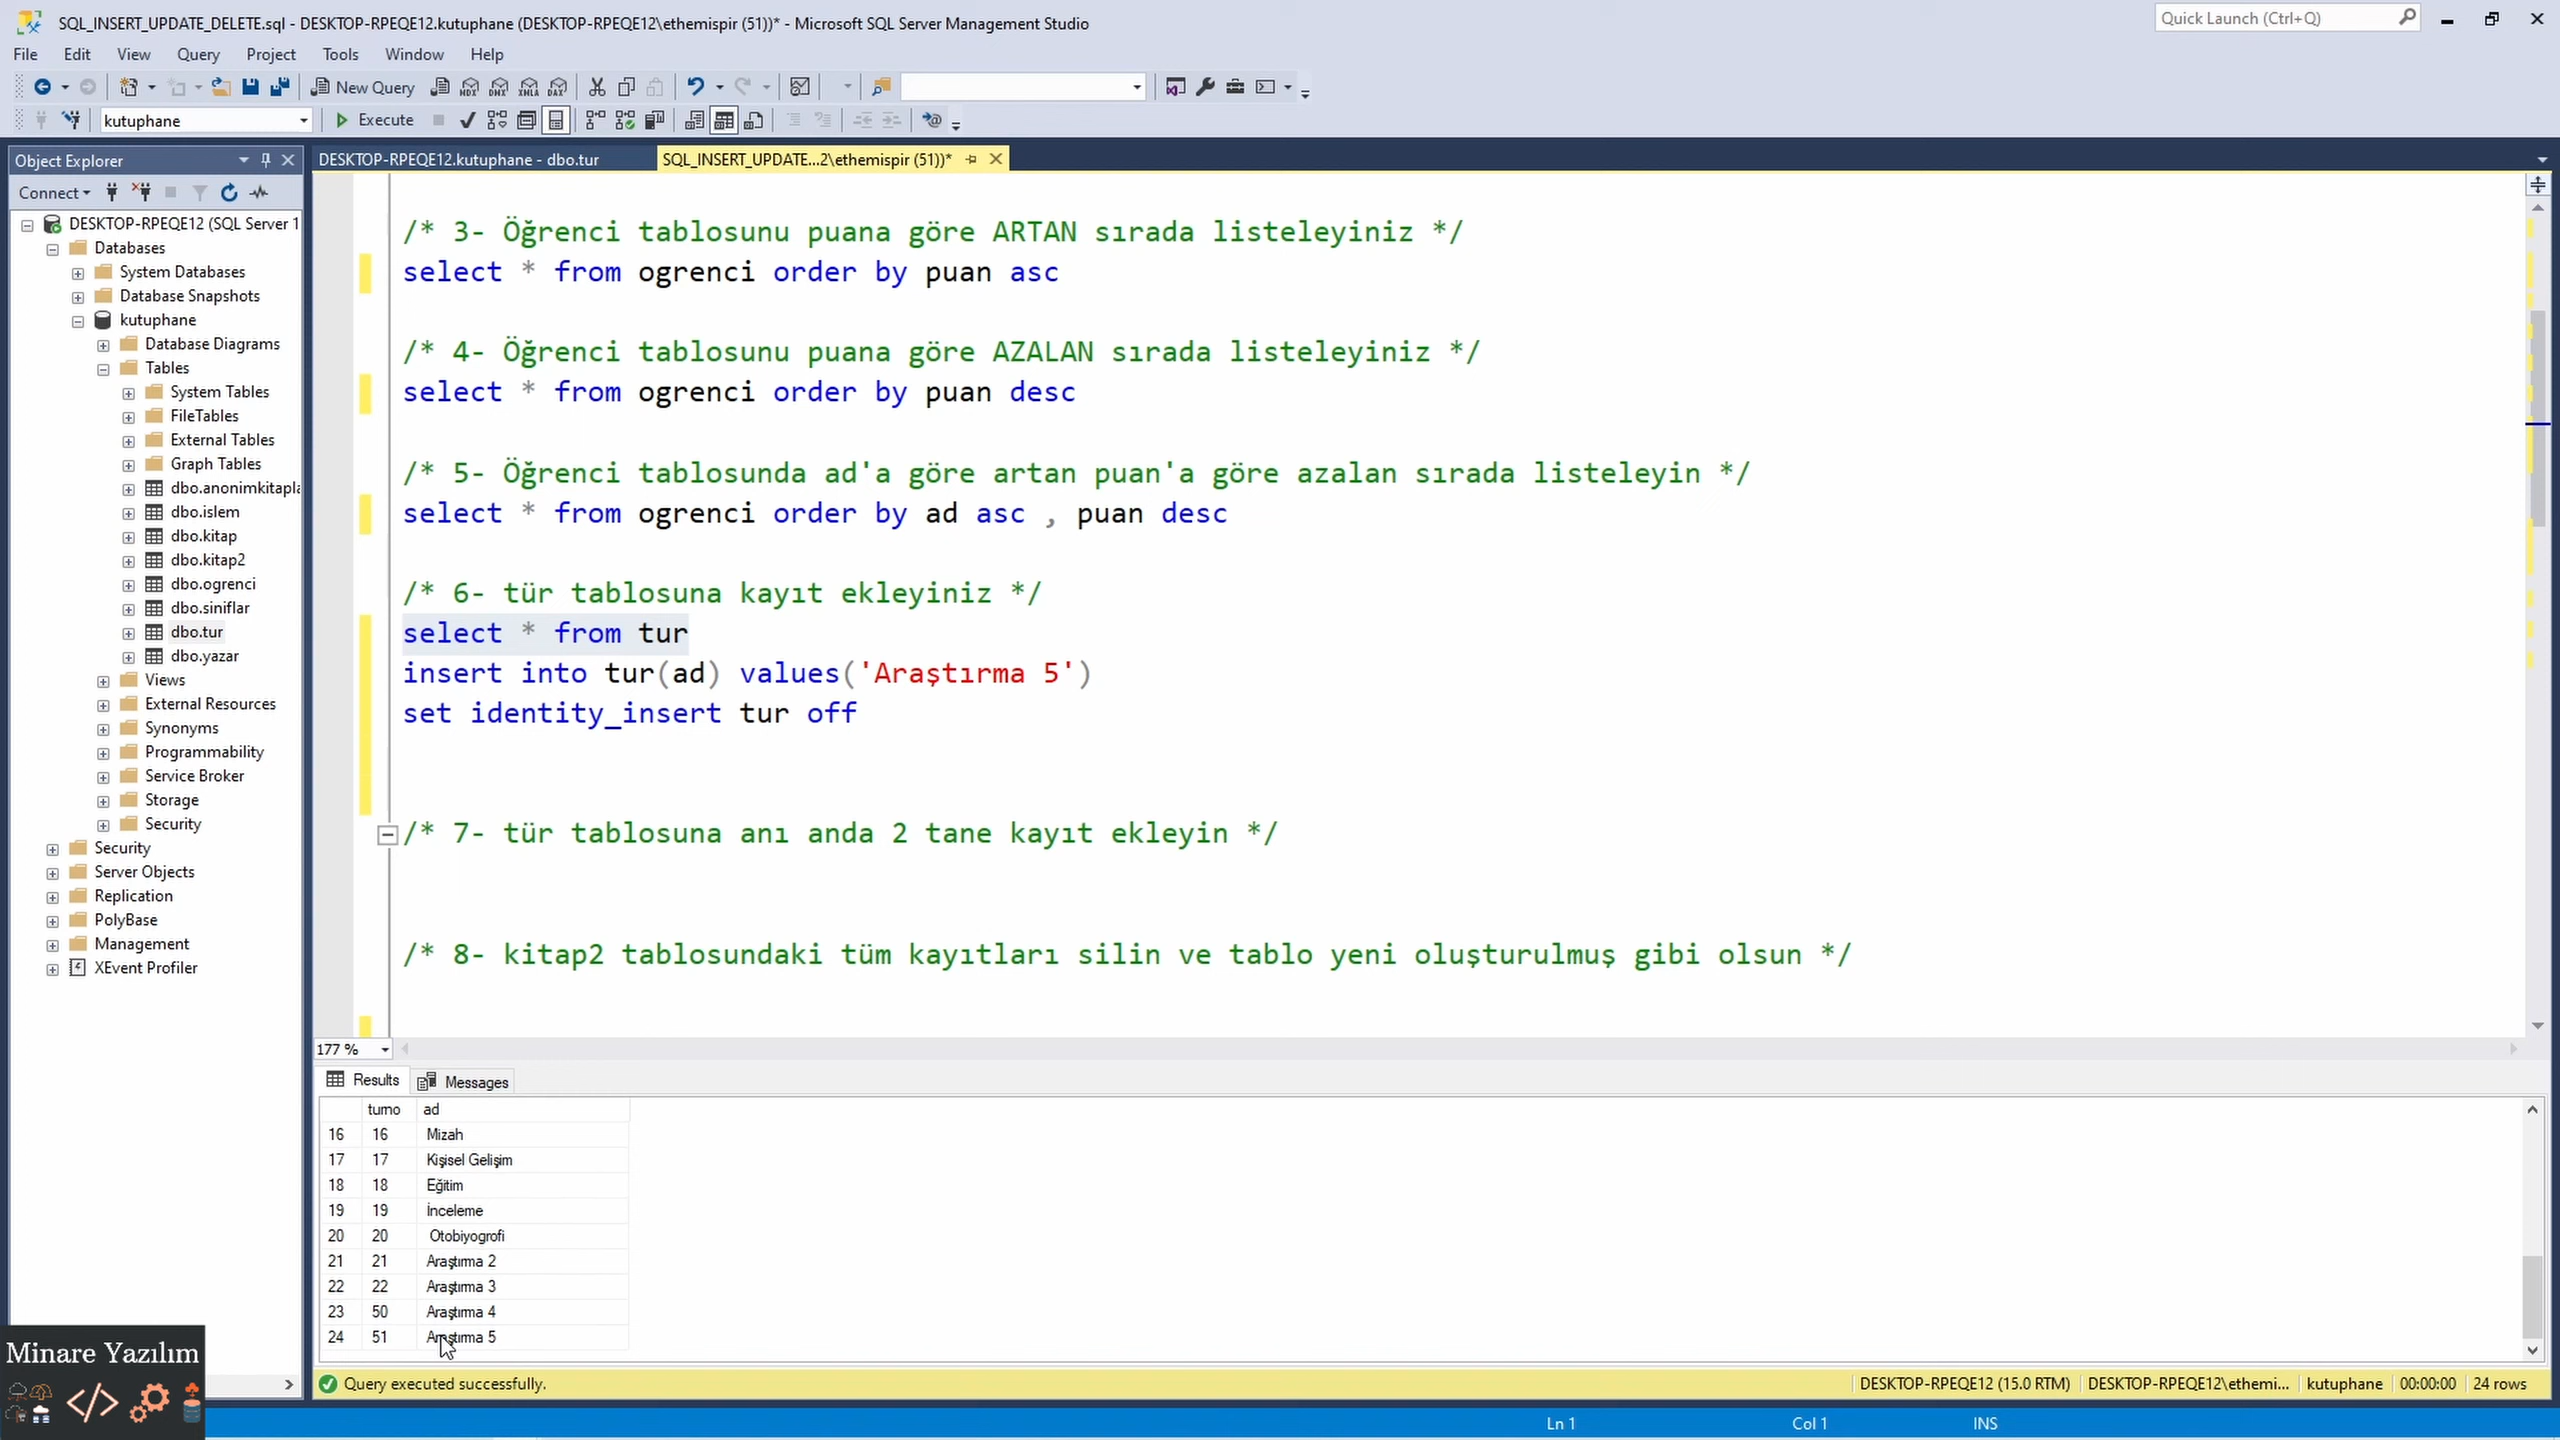 SQL_INSERT_UPDATE_DELETE.sql - DESKTOP-RPEQE12.kutuphane (DESKTOP-RPEQE12\ethemispir (51))* - Microsoft SQL Server Management Studio
Quick Launch (Ctrl+Q)
File Edit View Query Project Tools Window Help
New Query MDX DMX XMLA DAX
kutuphane Execute
Object Explorer
DESKTOP-RPEQE12.kutuphane - dbo.tur
SQL_INSERT_UPDATE...2\ethemispir (51))*
Connect
DESKTOP-RPEQE12 (SQL Server 1
Databases
System Databases
Database Snapshots
kutuphane
Database Diagrams
Tables
System Tables
FileTables
External Tables
Graph Tables
dbo.anonimkitapla
dbo.islem
dbo.kitap
dbo.kitap2
dbo.ogrenci
dbo.siniflar
dbo.tur
dbo.yazar
Views
External Resources
Synonyms
Programmability
Service Broker
Storage
Security
Security
Server Objects
Replication
PolyBase
Management
XEvent Profiler
/* 3- Öğrenci tablosunu puana göre ARTAN sırada listeleyiniz */
select * from ogrenci order by puan asc
/* 4- Öğrenci tablosunu puana göre AZALAN sırada listeleyiniz */
select * from ogrenci order by puan desc
/* 5- Öğrenci tablosunda ad'a göre artan puan'a göre azalan sırada listeleyin */
select * from ogrenci order by ad asc , puan desc
/* 6- tür tablosuna kayıt ekleyiniz */
select * from tur
insert into tur(ad) values('Araştırma 5')
set identity_insert tur off
/* 7- tür tablosuna anı anda 2 tane kayıt ekleyin */
/* 8- kitap2 tablosundaki tüm kayıtları silin ve tablo yeni oluşturulmuş gibi olsun */
177 %
Results Messages
turno ad
16 16 Mizah
17 17 Kişisel Gelişim
18 18 Eğitim
19 19 İnceleme
20 20 Otobiyografi
21 21 Araştırma 2
22 22 Araştırma 3
23 50 Araştırma 4
24 51 Araştırma 5
Query executed successfully. DESKTOP-RPEQE12 (15.0 RTM) DESKTOP-RPEQE12\ethemi... kutuphane 00:00:00 24 rows
Minare Yazılım
</>
Ln 1 Col 1 INS